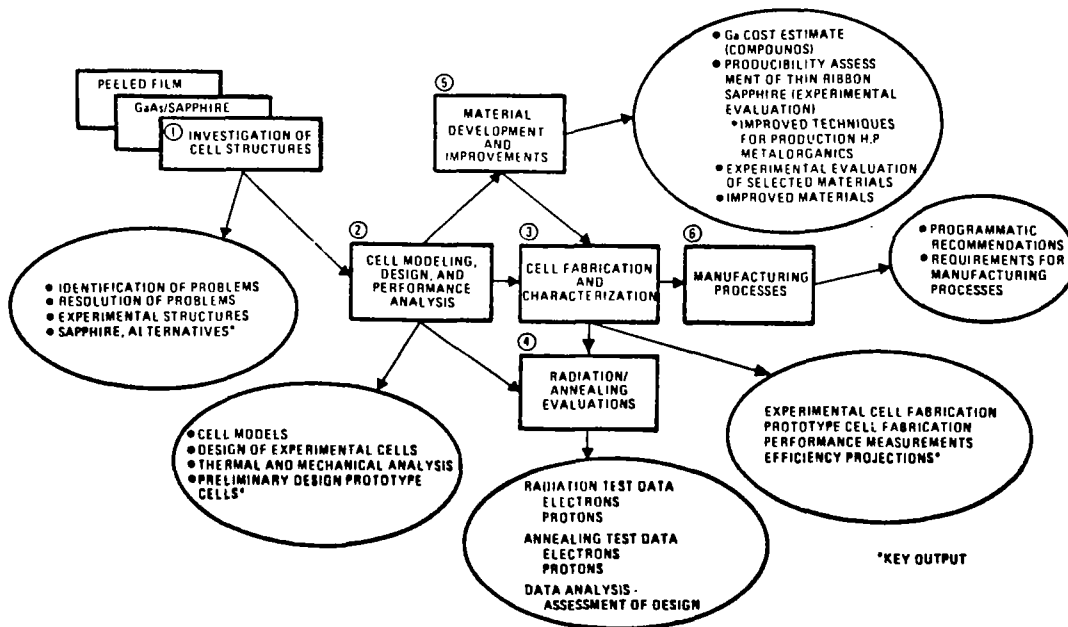 PEELED FILM
GaAs/SAPPHIRE
① INVESTIGATION OF
CELL STRUCTURES
⑤
MATERIAL
DEVELOPMENT
AND
IMPROVEMENTS
● Ga COST ESTIMATE
(COMPOUNOS)
● PRODUCIBILITY ASSESS
MENT OF THIN RIBBON
SAPPHIRE (EXPERIMENTAL
EVALUATION)
*IMPROVED TECHNIQUES
FOR PRODUCTION H.P
METALORGANICS
● EXPERIMENTAL EVALUATION
OF SELECTED MATERIALS
● IMPROVED MATERIALS
②
CELL MODELING,
DESIGN, AND
PERFORMANCE
ANALYSIS
③
CELL FABRICATION
AND
CHARACTERIZATION
⑥
MANUFACTURING
PROCESSES
● PROGRAMMATIC
RECOMMENDATIONS
● REQUIREMENTS FOR
MANUFACTURING
PROCESSES
● IDENTIFICATION OF PROBLEMS
● RESOLUTION OF PROBLEMS
● EXPERIMENTAL STRUCTURES
● SAPPHIRE, ALTERNATIVES*
④
RADIATION/
ANNEALING
EVALUATIONS
● CELL MODELS
● DESIGN OF EXPERIMENTAL CELLS
● THERMAL AND MECHANICAL ANALYSIS
● PRELIMINARY DESIGN PROTOTYPE
CELLS*
EXPERIMENTAL CELL FABRICATION
PROTOTYPE CELL FABRICATION
PERFORMANCE MEASUREMENTS
EFFICIENCY PROJECTIONS*
RADIATION TEST DATA
ELECTRONS
PROTONS
ANNEALING TEST DATA
ELECTRONS
PROTONS
DATA ANALYSIS -
ASSESSMENT OF DESIGN
*KEY OUTPUT